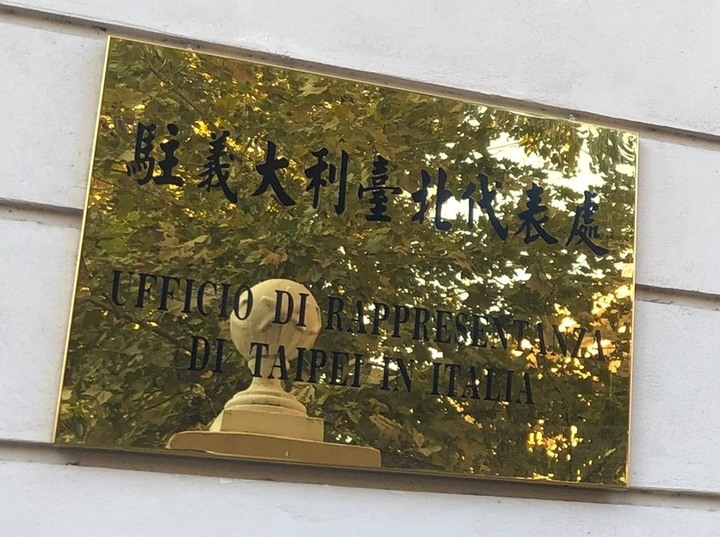 駐義大利臺北代表處
UFFICIO DI RAPPRESENTANZA
DI TAIPEI IN ITALIA